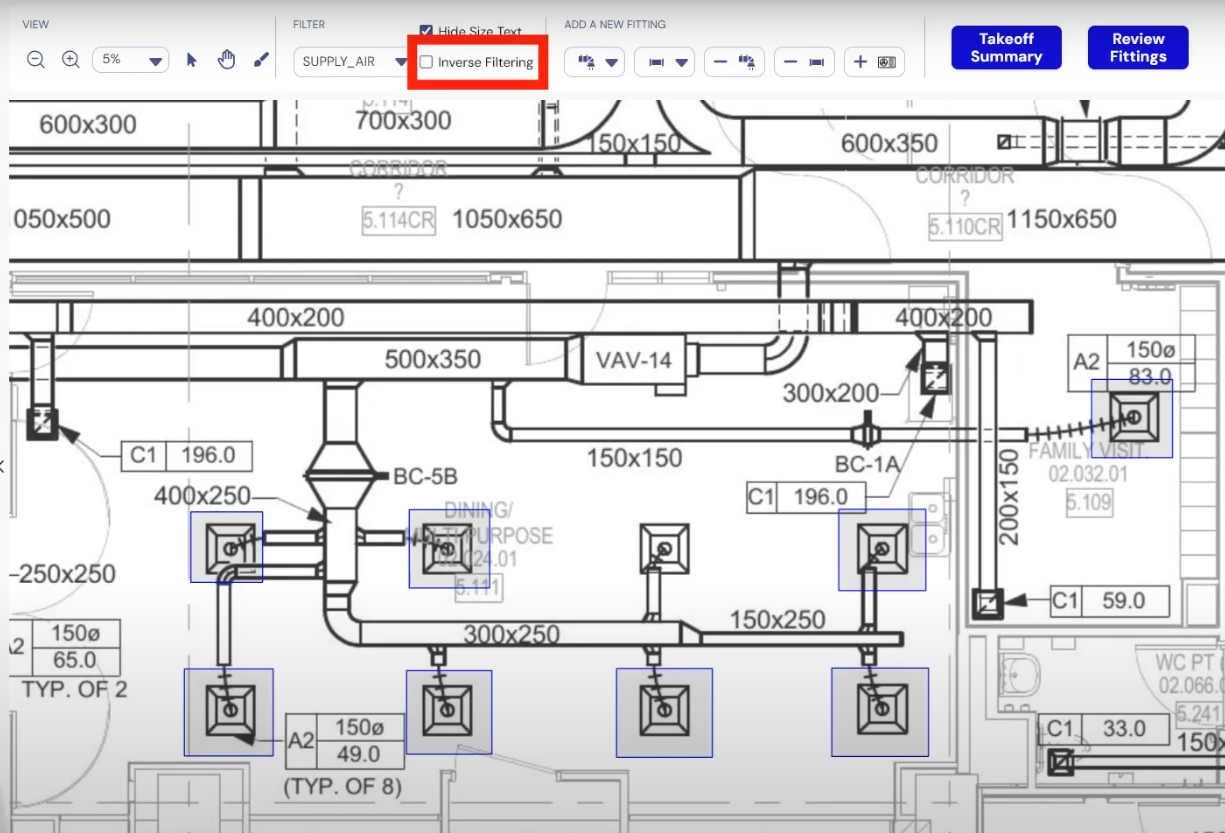 VIEW
FILTER
ADD A NEW FITTING
Hide Size Text
5%
SUPPLY_AIR
Inverse Filtering
Takeoff
Summary
Review
Fittings
5.114
600x300
700x300
150x150
600x350
CORRIDOR
?
5.114CR
CORRIDOR
?
5.110CR
050x500
1050x650
1150x650
400x200
400x200
500x350
VAV-14
A2
150ø
83.0
300x200
C1
196.0
150x150
BC-1A
FAMILY VISIT.
02.032.01
5.109
BC-5B
400x250
C1
196.0
200x150
DINING/
MULTI PURPOSE
02.024.01
5.111
250x250
C1
59.0
150x250
300x250
A2
150ø
65.0
TYP. OF 2
WC PT
02.066.
5.241
A2
150ø
49.0
(TYP. OF 8)
C1
33.0
150x